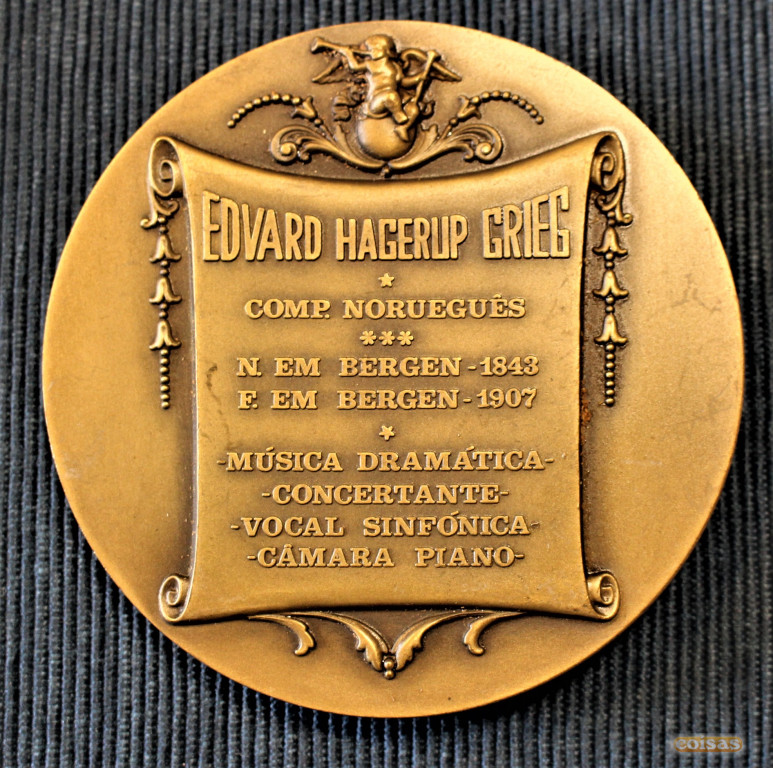 EDVARD HAGERUP GRIEG
*
COMP. NORUEGUÊS
***
N. EM BERGEN - 1843
F. EM BERGEN - 1907
*
-MÚSICA DRAMÁTICA-
-CONCERTANTE-
-VOCAL SINFÓNICA-
-CÂMARA PIANO-
coisas